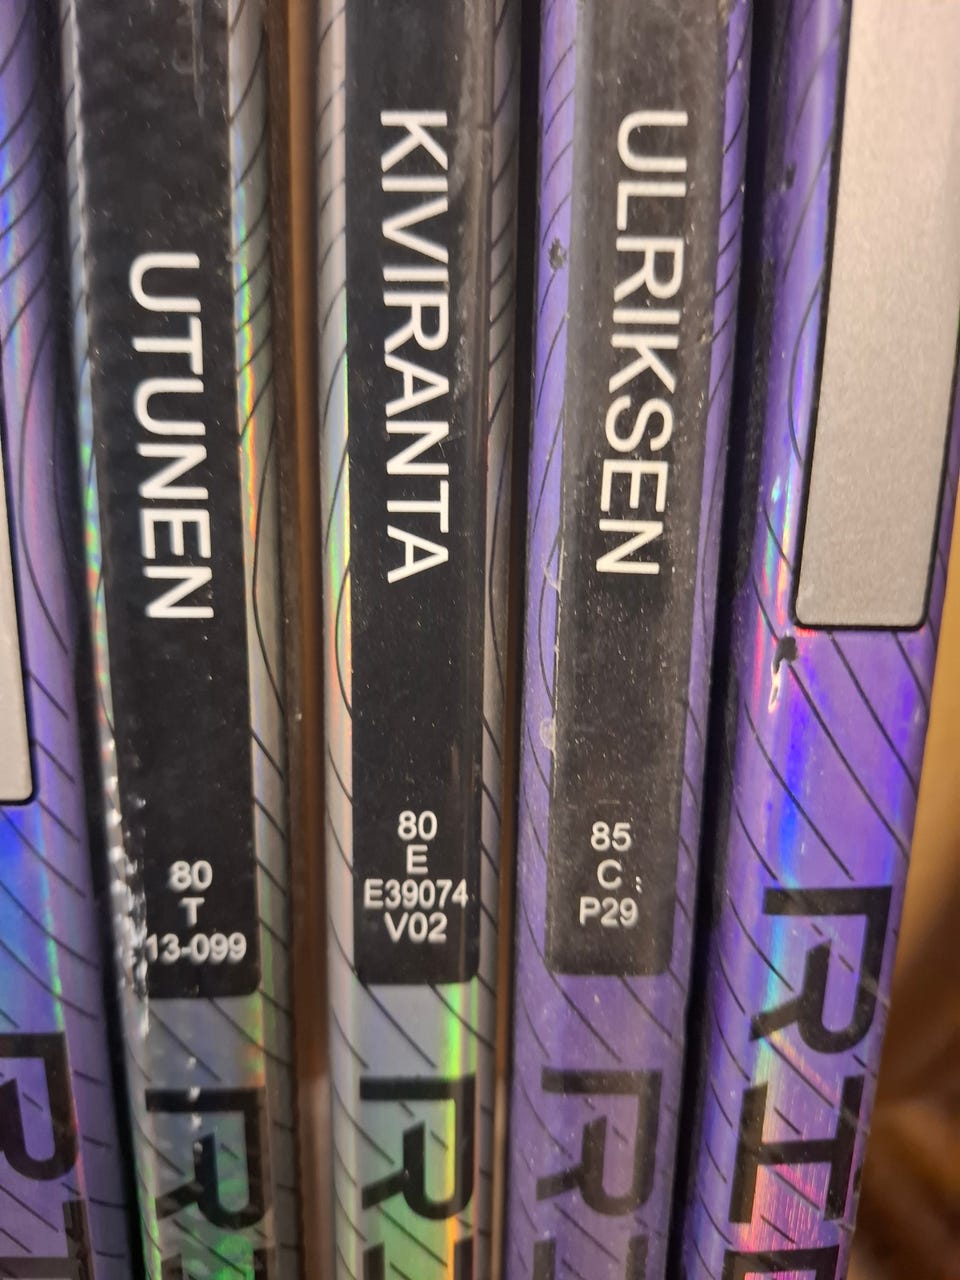 UTUNEN
80
T
13-099
KIVIRANTA
80
E
E39074
V02
ULRIKSEN
85
C
P29